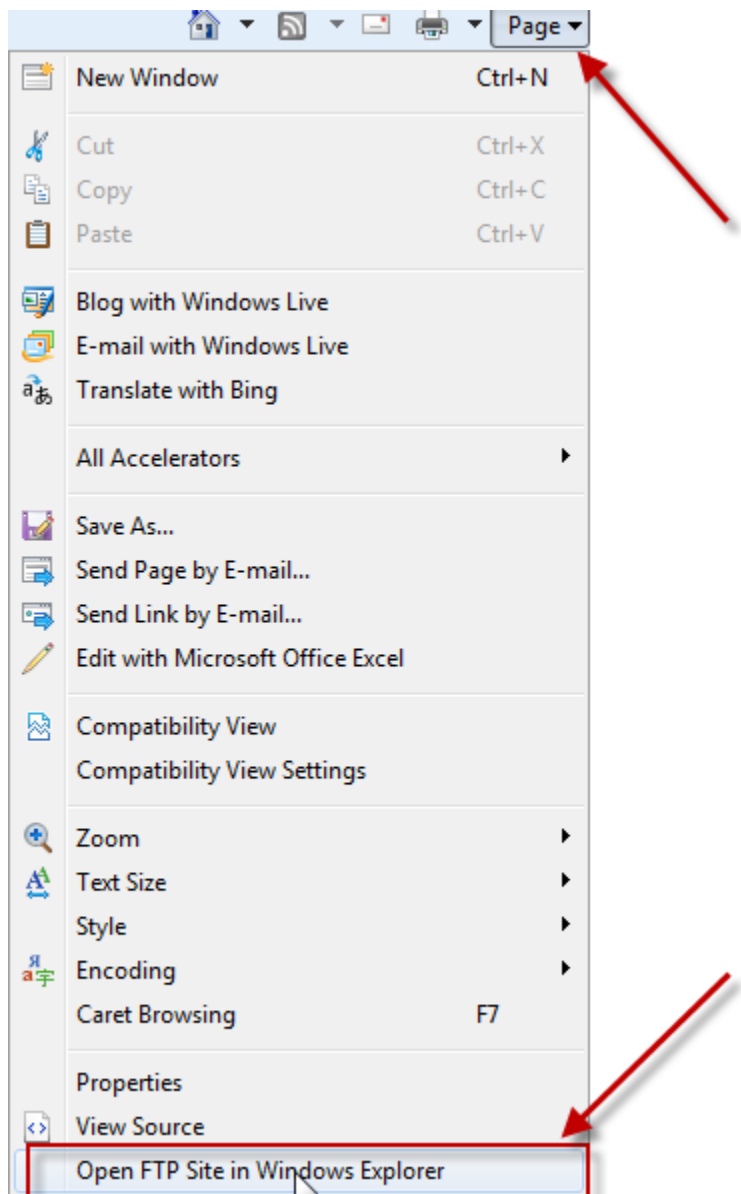 Page
New Window Ctrl+N
Cut Ctrl+X
Copy Ctrl+C
Paste Ctrl+V
Blog with Windows Live
E-mail with Windows Live
Translate with Bing
All Accelerators
Save As...
Send Page by E-mail...
Send Link by E-mail...
Edit with Microsoft Office Excel
Compatibility View
Compatibility View Settings
Zoom
Text Size
Style
Encoding
Caret Browsing F7
Properties
View Source
Open FTP Site in Windows Explorer